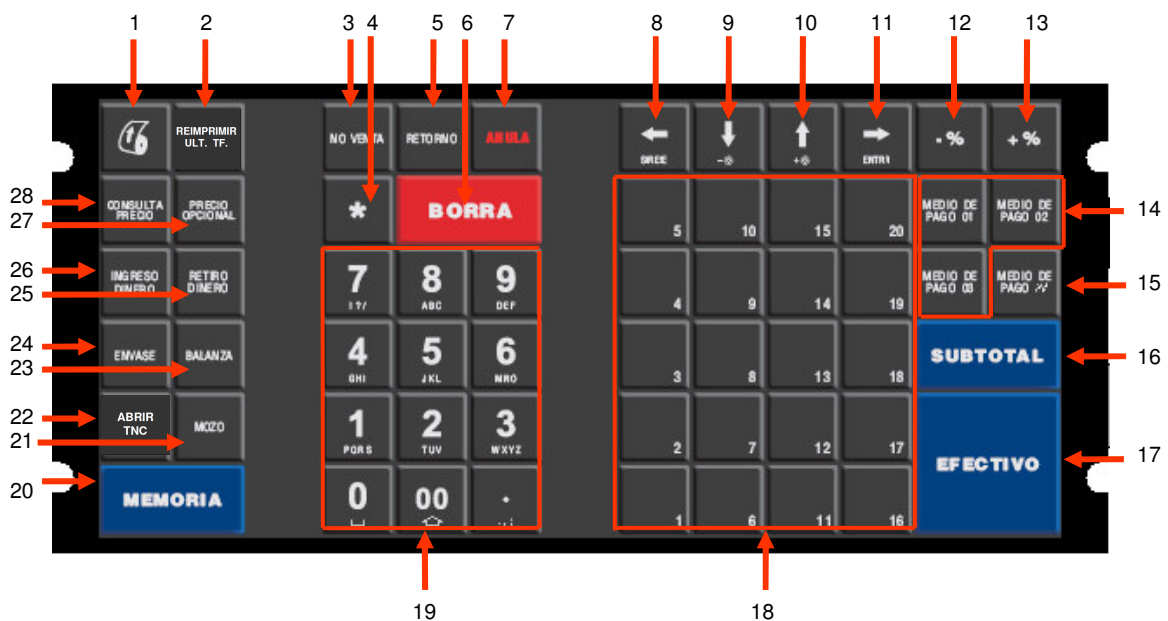 1 2 3 4 5 6 7 8 9 10 11 12 13
REIMPRIMIR
ULT. TF.
NO VENTA RETORNO ANULA
- % + %
-
+
28 CONSULTA
PRECIO
PRECIO
OPCIONAL
27
* BORRA
5 10 15 20
MEDIO DE
PAGO 01
MEDIO DE
PAGO 02
14
26 INGRESO
DINERO
RETIRO
DINERO
25
7 8 9
!?/ ABC DEF
4 9 14 19
MEDIO DE
PAGO 03
MEDIO DE
PAGO
15
24 ENVASE BALANZA
23
4 5 6
GHI JKL MNO
3 8 13 18
SUBTOTAL 16
22 ABRIR
TNC
MOZO
21
1 2 3
PQRS TUV WXYZ
2 7 12 17
EFECTIVO 17
20 MEMORIA
0 00 .
1 6 11 16
19 18